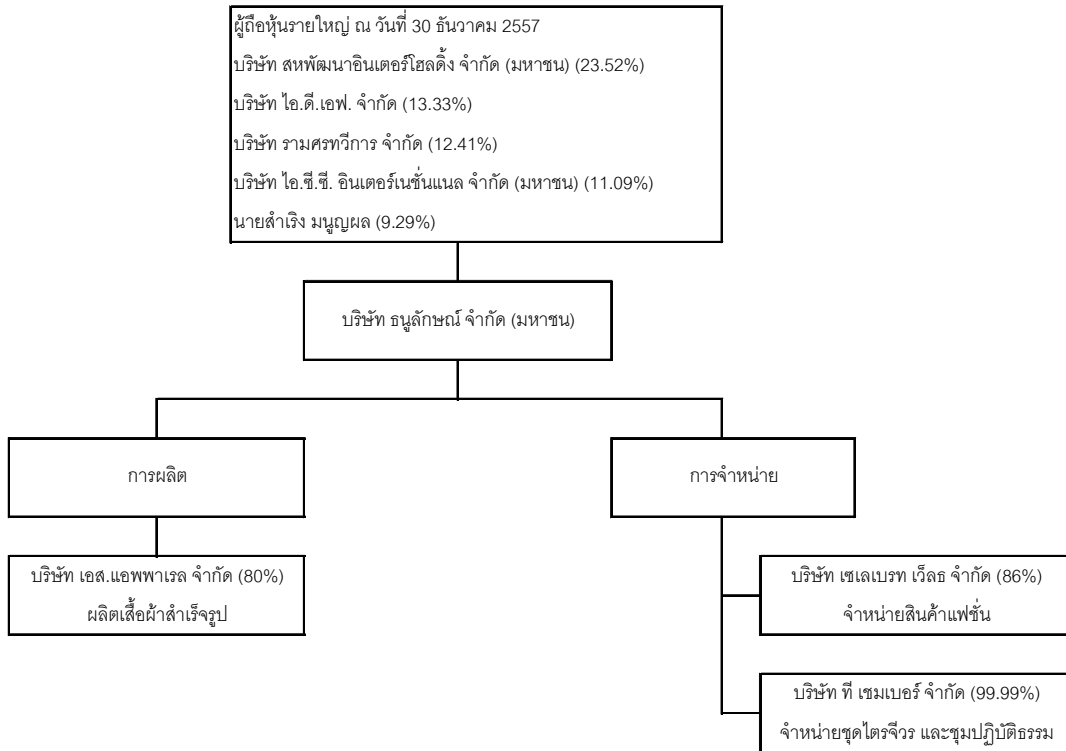 ผู้ถือหุ้นรายใหญ่ ณ วันที่ 30 ธันวาคม 2557
บริษัท สหพัฒนาอินเตอร์โฮลดิ้ง จำกัด (มหาชน) (23.52%)
บริษัท ไอ.ดี.เอฟ. จำกัด (13.33%)
บริษัท รามศรทวีการ จำกัด (12.41%)
บริษัท ไอ.ซี.ซี. อินเตอร์เนชั่นแนล จำกัด (มหาชน) (11.09%)
นายสำเริง มนูญผล (9.29%)
บริษัท ธนูลักษณ์ จำกัด (มหาชน)
การผลิต
การจำหน่าย
บริษัท เอส.แอพพาเรล จำกัด (80%)
ผลิตเสื้อผ้าสำเร็จรูป
บริษัท เซเลเบรท เว็ลธ จำกัด (86%)
จำหน่ายสินค้าแฟชั่น
บริษัท ที เชมเบอร์ จำกัด (99.99%)
จำหน่ายชุดไตรจีวร และชุมปฏิบัติธรรม